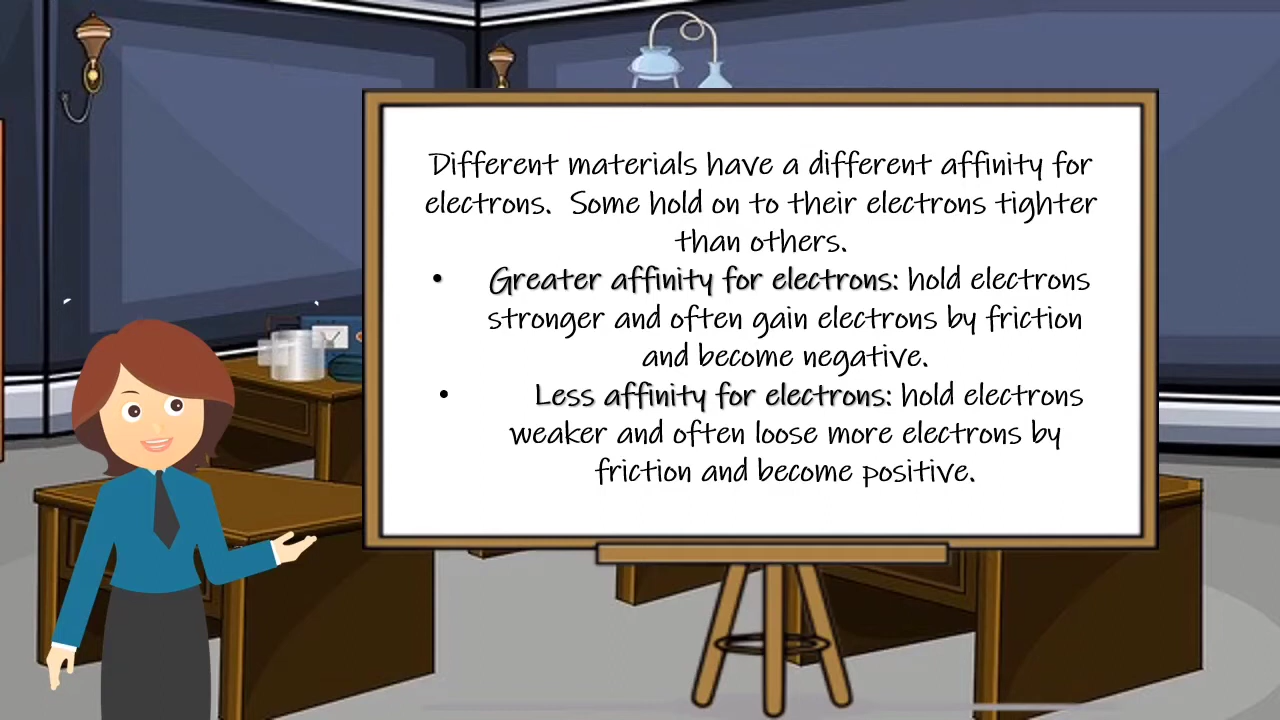 Different materials have a different affinity for
electrons. Some hold on to their electrons tighter
than others.
• Greater affinity for electrons: hold electrons
stronger and often gain electrons by friction
and become negative.
• Less affinity for electrons: hold electrons
weaker and often loose more electrons by
friction and become positive.